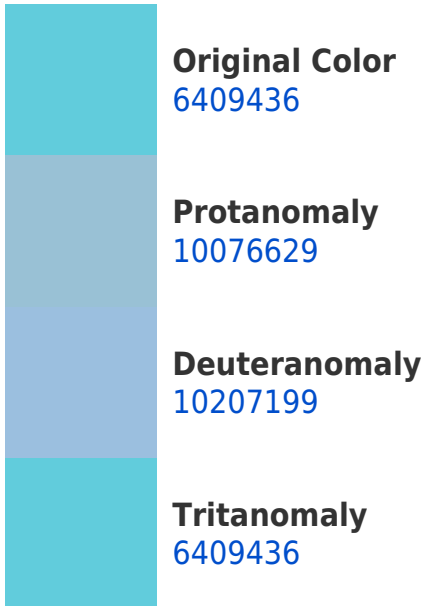 Original Color
6409436
Protanomaly
10076629
Deuteranomaly
10207199
Tritanomaly
6409436